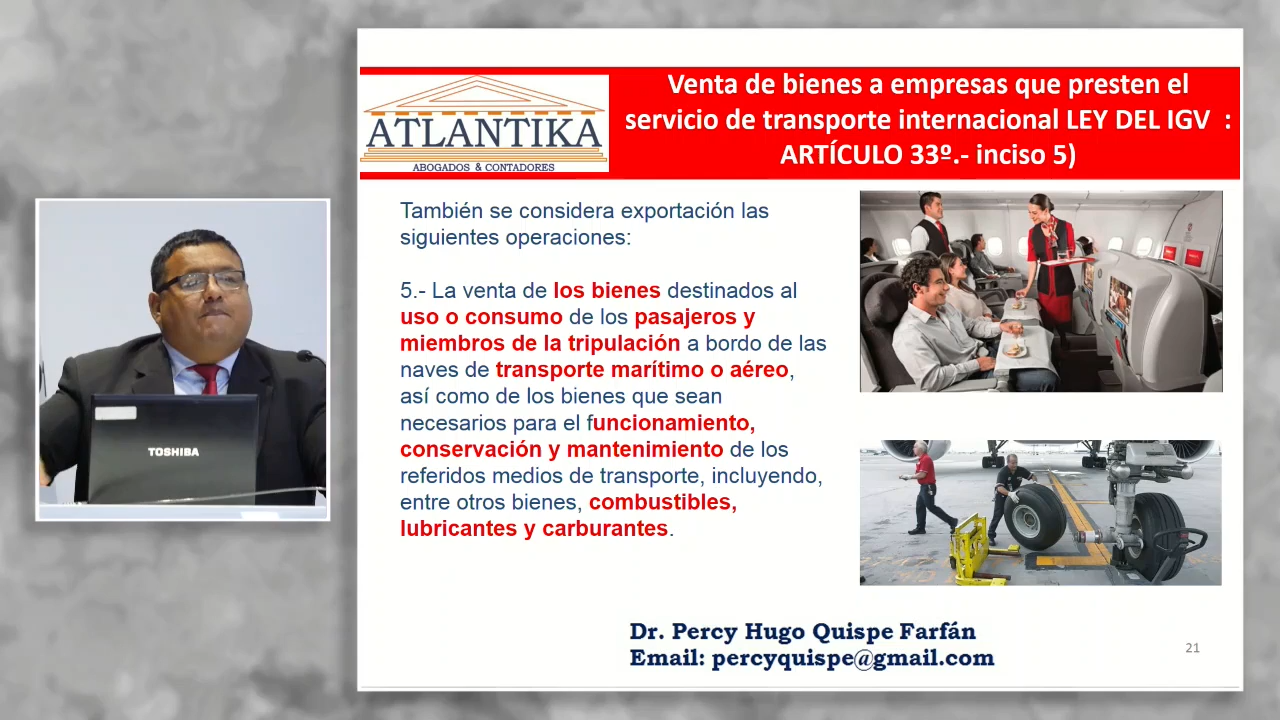 Venta de bienes a empresas que presten el
servicio de transporte internacional LEY DEL IGV :
ARTÍCULO 33º.- inciso 5)
ATLANTIKA
ABOGADOS & CONTADORES
También se considera exportación las
siguientes operaciones:
5.- La venta de los bienes destinados al
uso o consumo de los pasajeros y
miembros de la tripulación a bordo de las
naves de transporte marítimo o aéreo,
así como de los bienes que sean
necesarios para el funcionamiento,
conservación y mantenimiento de los
referidos medios de transporte, incluyendo,
entre otros bienes, combustibles,
lubricantes y carburantes.
TOSHIBA
Dr. Percy Hugo Quispe Farfán
Email: percyquispe@gmail.com
21